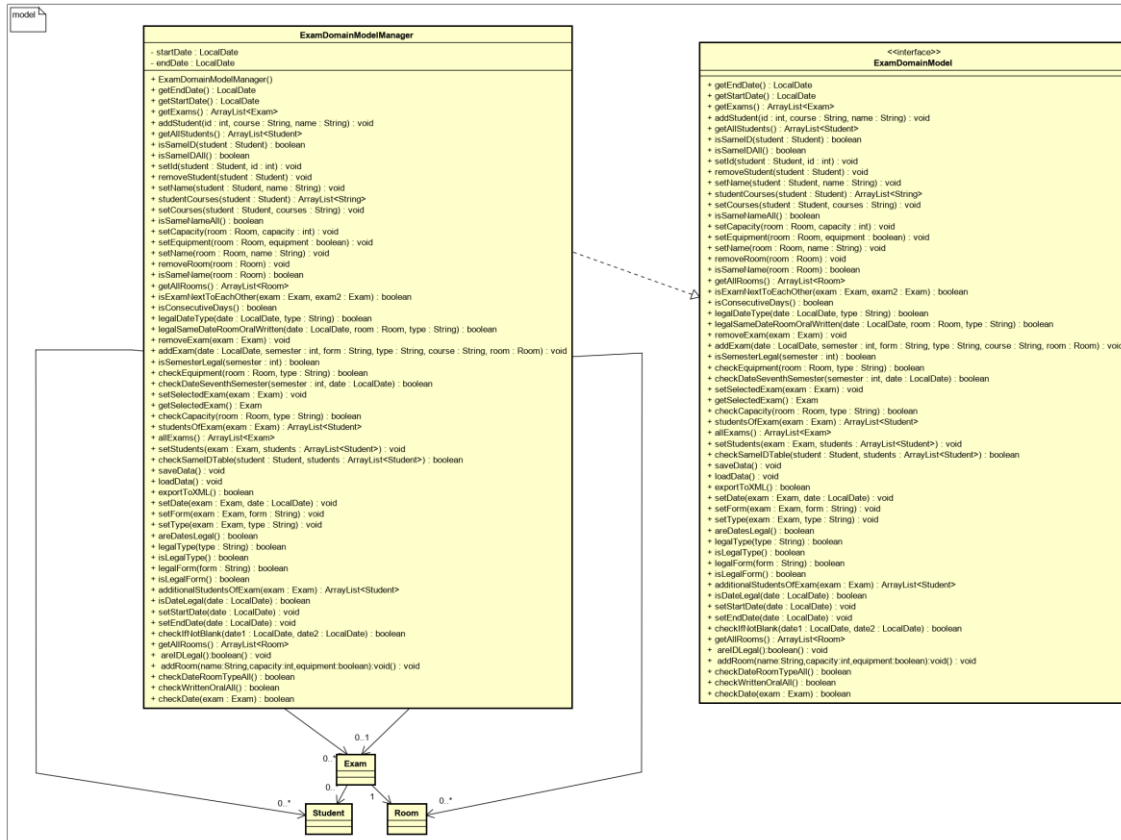 model
ExamDomainModelManager
- startDate : LocalDate
- endDate : LocalDate
+ ExamDomainModelManager()
+ getEndDate() : LocalDate
+ getStartDate() : LocalDate
+ getExams() : ArrayList<Exam>
+ addStudent(id : int, course : String, name : String) : void
+ getAllStudents() : ArrayList<Student>
+ isSameID(student : Student) : boolean
+ isSameIDAll() : boolean
+ setId(student : Student, id : int) : void
+ removeStudent(student : Student) : void
+ setName(student : Student, name : String) : void
+ studentCourses(student : Student) : ArrayList<String>
+ setCourses(student : Student, courses : String) : void
+ isSameNameAll() : boolean
+ setCapacity(room : Room, capacity : int) : void
+ setEquipment(room : Room, equipment : boolean) : void
+ setName(room : Room, name : String) : void
+ removeRoom(room : Room) : void
+ isSameName(room : Room) : boolean
+ getAllRooms() : ArrayList<Room>
+ isExamNextToEachOther(exam : Exam, exam2 : Exam) : boolean
+ isConsecutiveDays() : boolean
+ legalDateType(date : LocalDate, type : String) : boolean
+ legalSameDateRoomOralWritten(date : LocalDate, room : Room, type : String) : boolean
+ removeExam(exam : Exam) : void
+ addExam(date : LocalDate, semester : int, form : String, type : String, course : String, room : Room) : void
+ isSemesterLegal(semester : int) : boolean
+ checkEquipment(room : Room, type : String) : boolean
+ checkDateSeventhSemester(semester : int, date : LocalDate) : boolean
+ setSelectedExam(exam : Exam) : void
+ getSelectedExam() : Exam
+ checkCapacity(room : Room, type : String) : boolean
+ studentsOfExam(exam : Exam) : ArrayList<Student>
+ allExams() : ArrayList<Exam>
+ setStudents(exam : Exam, students : ArrayList<Student>) : void
+ checkSameIDTable(student : Student, students : ArrayList<Student>) : boolean
+ saveData() : void
+ loadData() : void
+ exportToXML() : boolean
+ setDate(exam : Exam, date : LocalDate) : void
+ setForm(exam : Exam, form : String) : void
+ setType(exam : Exam, type : String) : void
+ areDatesLegal() : boolean
+ legalType(type : String) : boolean
+ isLegalType() : boolean
+ legalForm(form : String) : boolean
+ isLegalForm() : boolean
+ additionalStudentsOfExam(exam : Exam) : ArrayList<Student>
+ isDateLegal(date : LocalDate) : boolean
+ setStartDate(date : LocalDate) : void
+ setEndDate(date : LocalDate) : void
+ checkIfNotBlank(date1 : LocalDate, date2 : LocalDate) : boolean
+ getAllRooms() : ArrayList<Room>
+ areIDLegal():boolean() : void
+ addRoom(name:String,capacity:int,equipment:boolean):void() : void
+ checkDateRoomTypeAll() : boolean
+ checkWrittenOralAll() : boolean
+ checkDate(exam : Exam) : boolean
<<interface>>
ExamDomainModel
+ getEndDate() : LocalDate
+ getStartDate() : LocalDate
+ getExams() : ArrayList<Exam>
+ addStudent(id : int, course : String, name : String) : void
+ getAllStudents() : ArrayList<Student>
+ isSameID(student : Student) : boolean
+ isSameIDAll() : boolean
+ setId(student : Student, id : int) : void
+ removeStudent(student : Student) : void
+ setName(student : Student, name : String) : void
+ studentCourses(student : Student) : ArrayList<String>
+ setCourses(student : Student, courses : String) : void
+ isSameNameAll() : boolean
+ setCapacity(room : Room, capacity : int) : void
+ setEquipment(room : Room, equipment : boolean) : void
+ setName(room : Room, name : String) : void
+ removeRoom(room : Room) : void
+ isSameName(room : Room) : boolean
+ getAllRooms() : ArrayList<Room>
+ isExamNextToEachOther(exam : Exam, exam2 : Exam) : boolean
+ isConsecutiveDays() : boolean
+ legalDateType(date : LocalDate, type : String) : boolean
+ legalSameDateRoomOralWritten(date : LocalDate, room : Room, type : String) : boolean
+ removeExam(exam : Exam) : void
+ addExam(date : LocalDate, semester : int, form : String, type : String, course : String, room : Room) : void
+ isSemesterLegal(semester : int) : boolean
+ checkEquipment(room : Room, type : String) : boolean
+ checkDateSeventhSemester(semester : int, date : LocalDate) : boolean
+ setSelectedExam(exam : Exam) : void
+ getSelectedExam() : Exam
+ checkCapacity(room : Room, type : String) : boolean
+ studentsOfExam(exam : Exam) : ArrayList<Student>
+ allExams() : ArrayList<Exam>
+ setStudents(exam : Exam, students : ArrayList<Student>) : void
+ checkSameIDTable(student : Student, students : ArrayList<Student>) : boolean
+ saveData() : void
+ loadData() : void
+ exportToXML() : boolean
+ setDate(exam : Exam, date : LocalDate) : void
+ setForm(exam : Exam, form : String) : void
+ setType(exam : Exam, type : String) : void
+ areDatesLegal() : boolean
+ legalType(type : String) : boolean
+ isLegalType() : boolean
+ legalForm(form : String) : boolean
+ isLegalForm() : boolean
+ additionalStudentsOfExam(exam : Exam) : ArrayList<Student>
+ isDateLegal(date : LocalDate) : boolean
+ setStartDate(date : LocalDate) : void
+ setEndDate(date : LocalDate) : void
+ checkIfNotBlank(date1 : LocalDate, date2 : LocalDate) : boolean
+ getAllRooms() : ArrayList<Room>
+ areIDLegal():boolean() : void
+ addRoom(name:String,capacity:int,equipment:boolean):void() : void
+ checkDateRoomTypeAll() : boolean
+ checkWrittenOralAll() : boolean
+ checkDate(exam : Exam) : boolean
0..1
0..*
Exam
0..
1
0..*
0..*
Student
Room